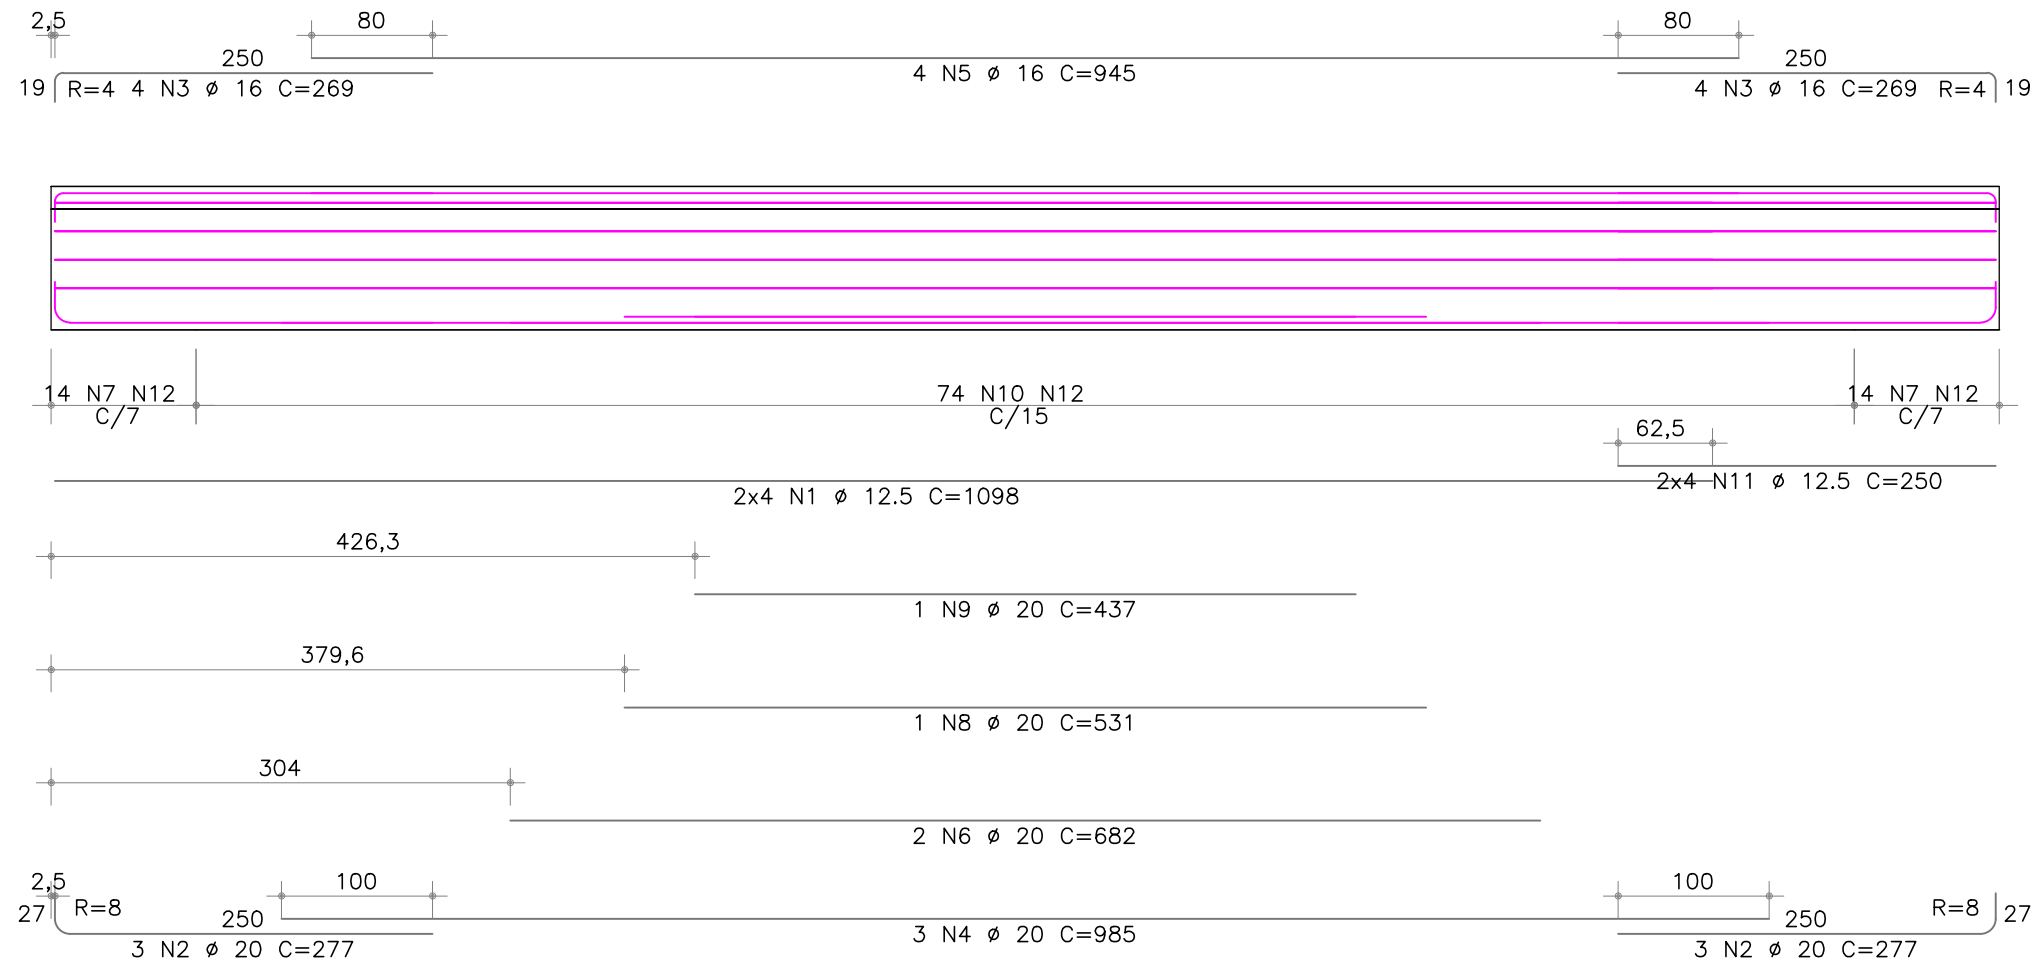 2,5
80
80
250
4 N5 ø 16 C=945
250
19
R=4 4 N3 ø 16 C=269
4 N3 ø 16 C=269 R=4
19
14 N7 N12
C/7
74 N10 N12
C/15
14 N7 N12
C/7
62,5
2x4 N1 ø 12.5 C=1098
2x4 N11 ø 12.5 C=250
426,3
1 N9 ø 20 C=437
379,6
1 N8 ø 20 C=531
304
2 N6 ø 20 C=682
2,5
100
100
27
R=8
250
3 N2 ø 20 C=277
3 N4 ø 20 C=985
250
R=8
27
3 N2 ø 20 C=277